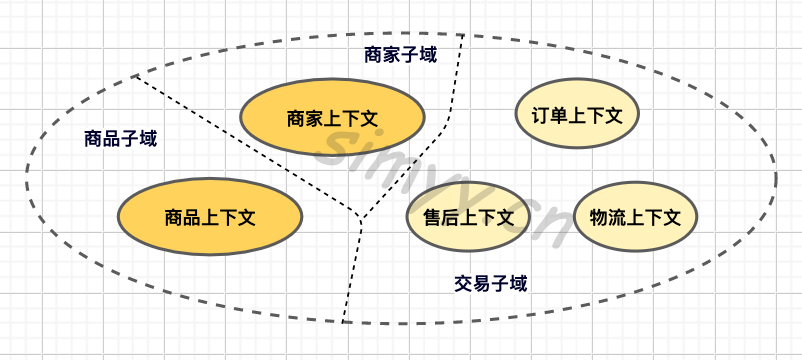 商家子域
商家上下文
订单上下文
商品子域
商品上下文
售后上下文
物流上下文
交易子域
simyy.cn